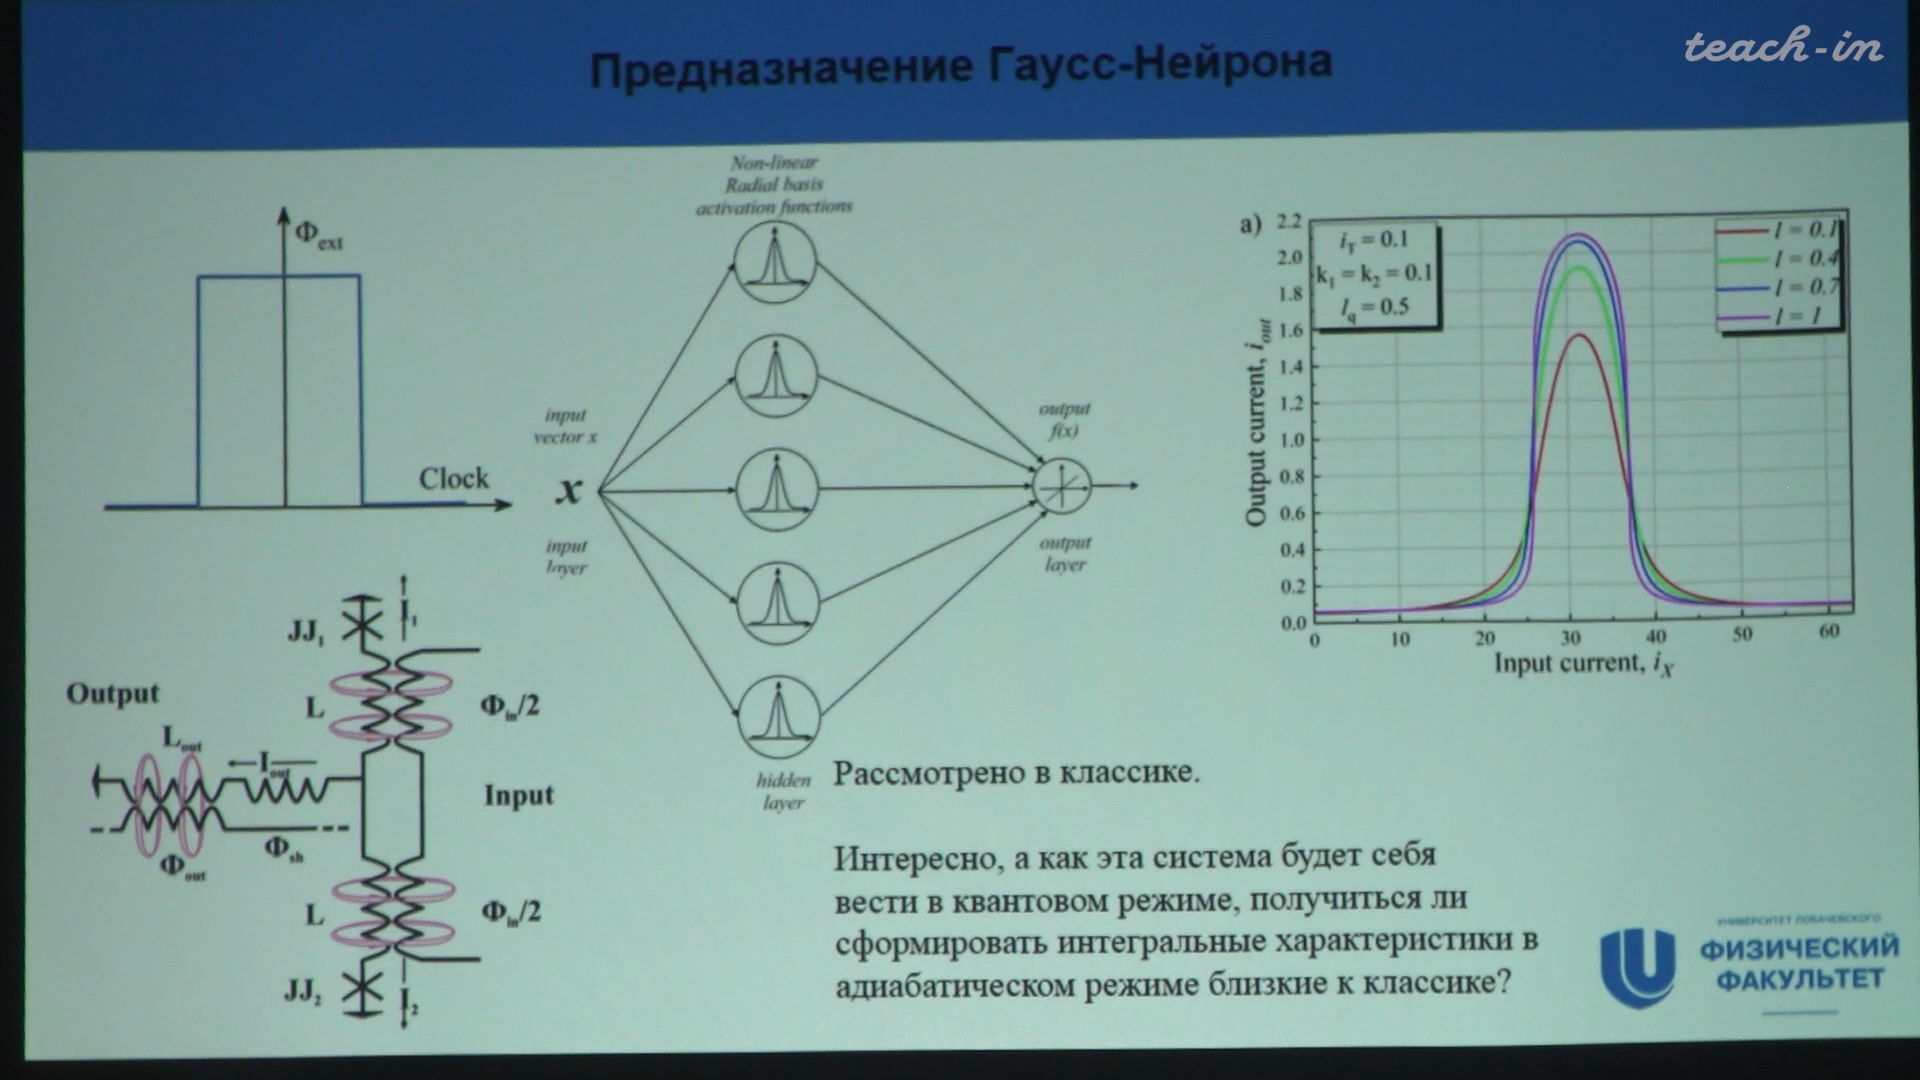 teach-in
Предназначение Гаусс-Нейрона
Φext
Clock
Non-linear
Radial basis
activation functions
input
vector x
x
input
layer
output
f(x)
output
layer
hidden
layer
a)
2.2
2.0
1.8
1.6
1.4
1.2
1.0
0.8
0.6
0.4
0.2
0.0
Output current, iout
iT = 0.1
k1 = k2 = 0.1
lq = 0.5
l = 0.1
l = 0.4
l = 0.7
l = 1
0 10 20 30 40 50 60
Input current, iX
JJ1
I1
Output
L
Φin/2
Lout
Iout
Input
Φsh
Φout
L
Φin/2
JJ2
I2
Рассмотрено в классике.
Интересно, а как эта система будет себя
вести в квантовом режиме, получиться ли
сформировать интегральные характеристики в
адиабатическом режиме близкие к классике?
УНИВЕРСИТЕТ ЛОБАЧЕВСКОГО
ФИЗИЧЕСКИЙ
ФАКУЛЬТЕТ